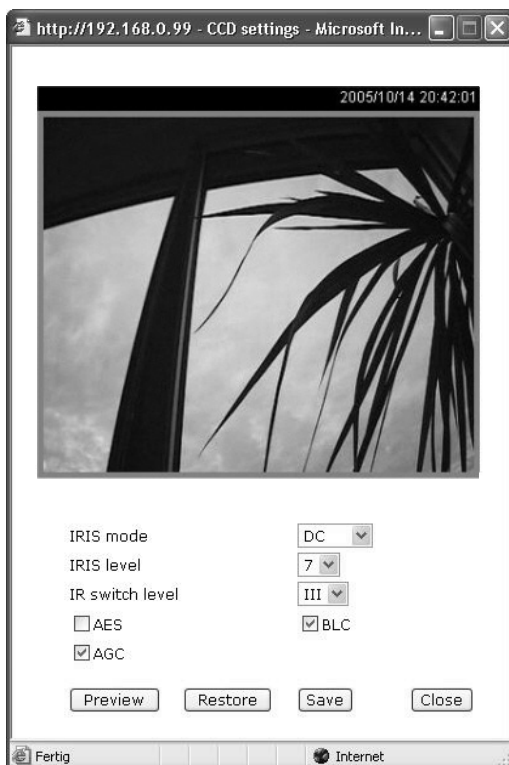 http://192.168.0.99 - CCD settings - Microsoft In...
2005/10/14 20:42:01
IRIS mode DC
IRIS level 7
IR switch level III
AES BLC
AGC
Preview Restore Save Close
Fertig Internet